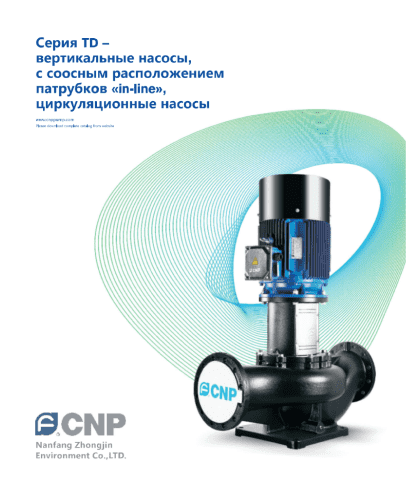 Серия TD –
вертикальные насосы,
с соосным расположением
патрубков «in-line»,
циркуляционные насосы
CNP
CNP
Nanfang Zhongjin
Environment Co.,LTD.